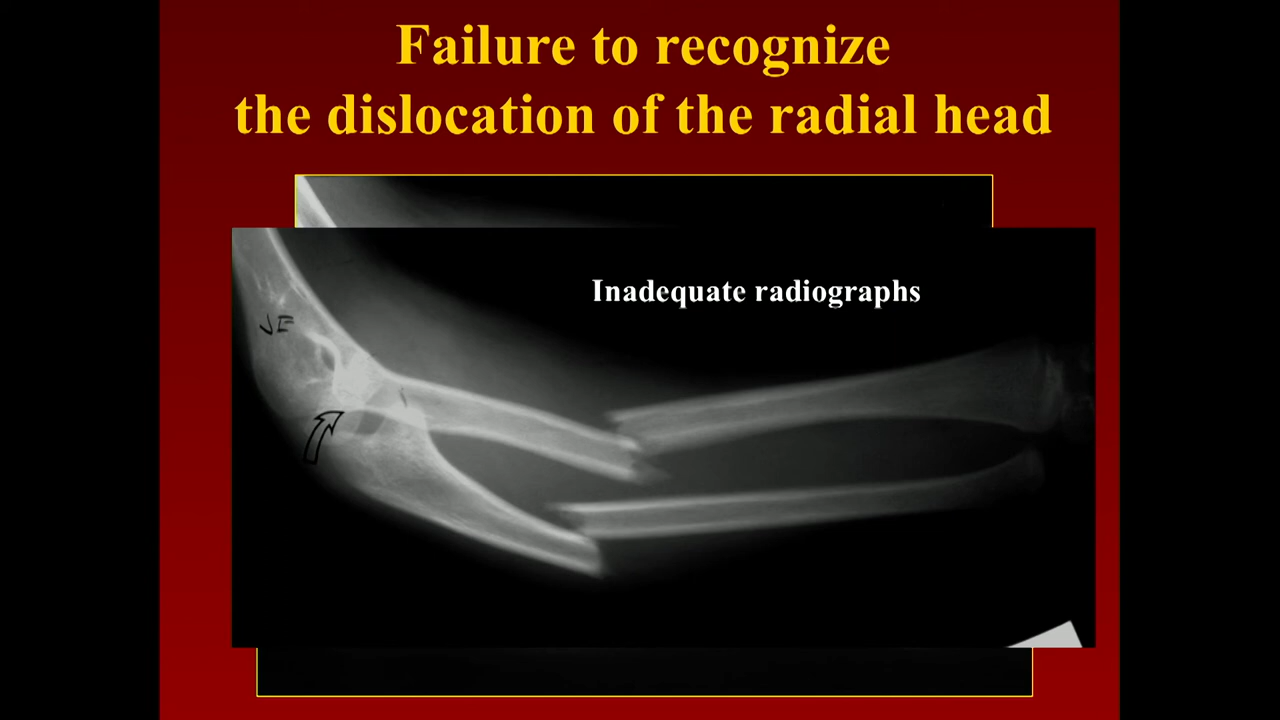 Failure to recognize
the dislocation of the radial head
Inadequate radiographs